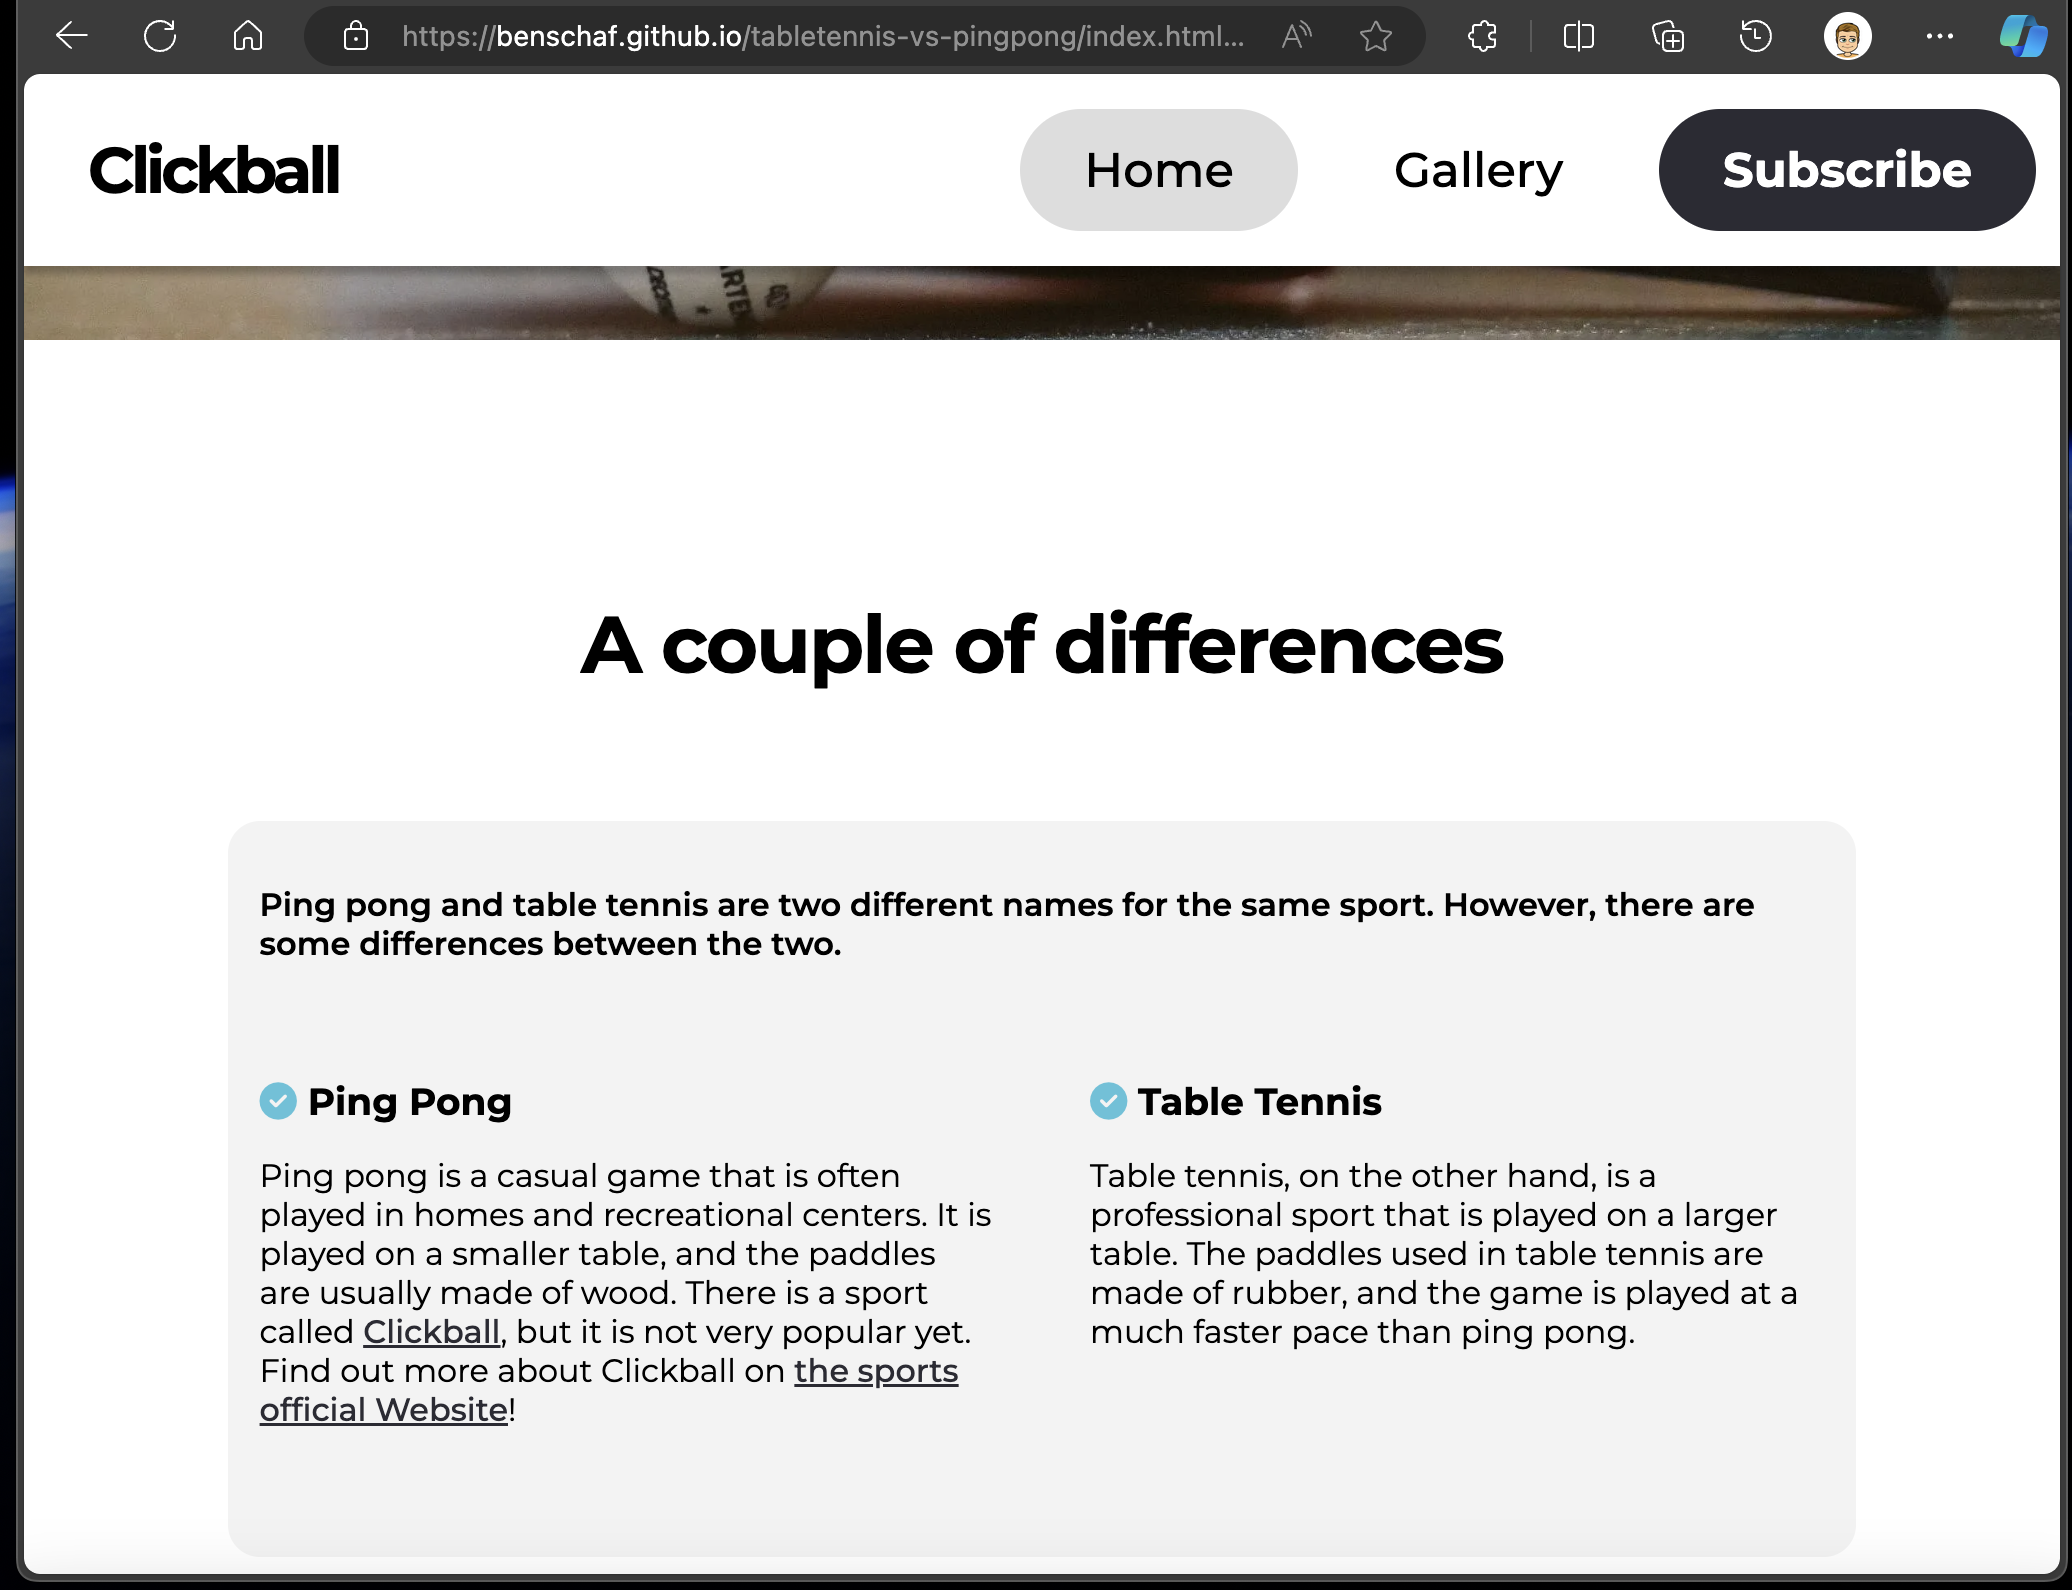 https://benschaf.github.io/tabletennis-vs-pingpong/index.html...
Clickball
Home
Gallery
Subscribe
A couple of differences
Ping pong and table tennis are two different names for the same sport. However, there are
some differences between the two.
Ping Pong
Ping pong is a casual game that is often
played in homes and recreational centers. It is
played on a smaller table, and the paddles
are usually made of wood. There is a sport
called Clickball, but it is not very popular yet.
Find out more about Clickball on the sports
official Website!
Table Tennis
Table tennis, on the other hand, is a
professional sport that is played on a larger
table. The paddles used in table tennis are
made of rubber, and the game is played at a
much faster pace than ping pong.